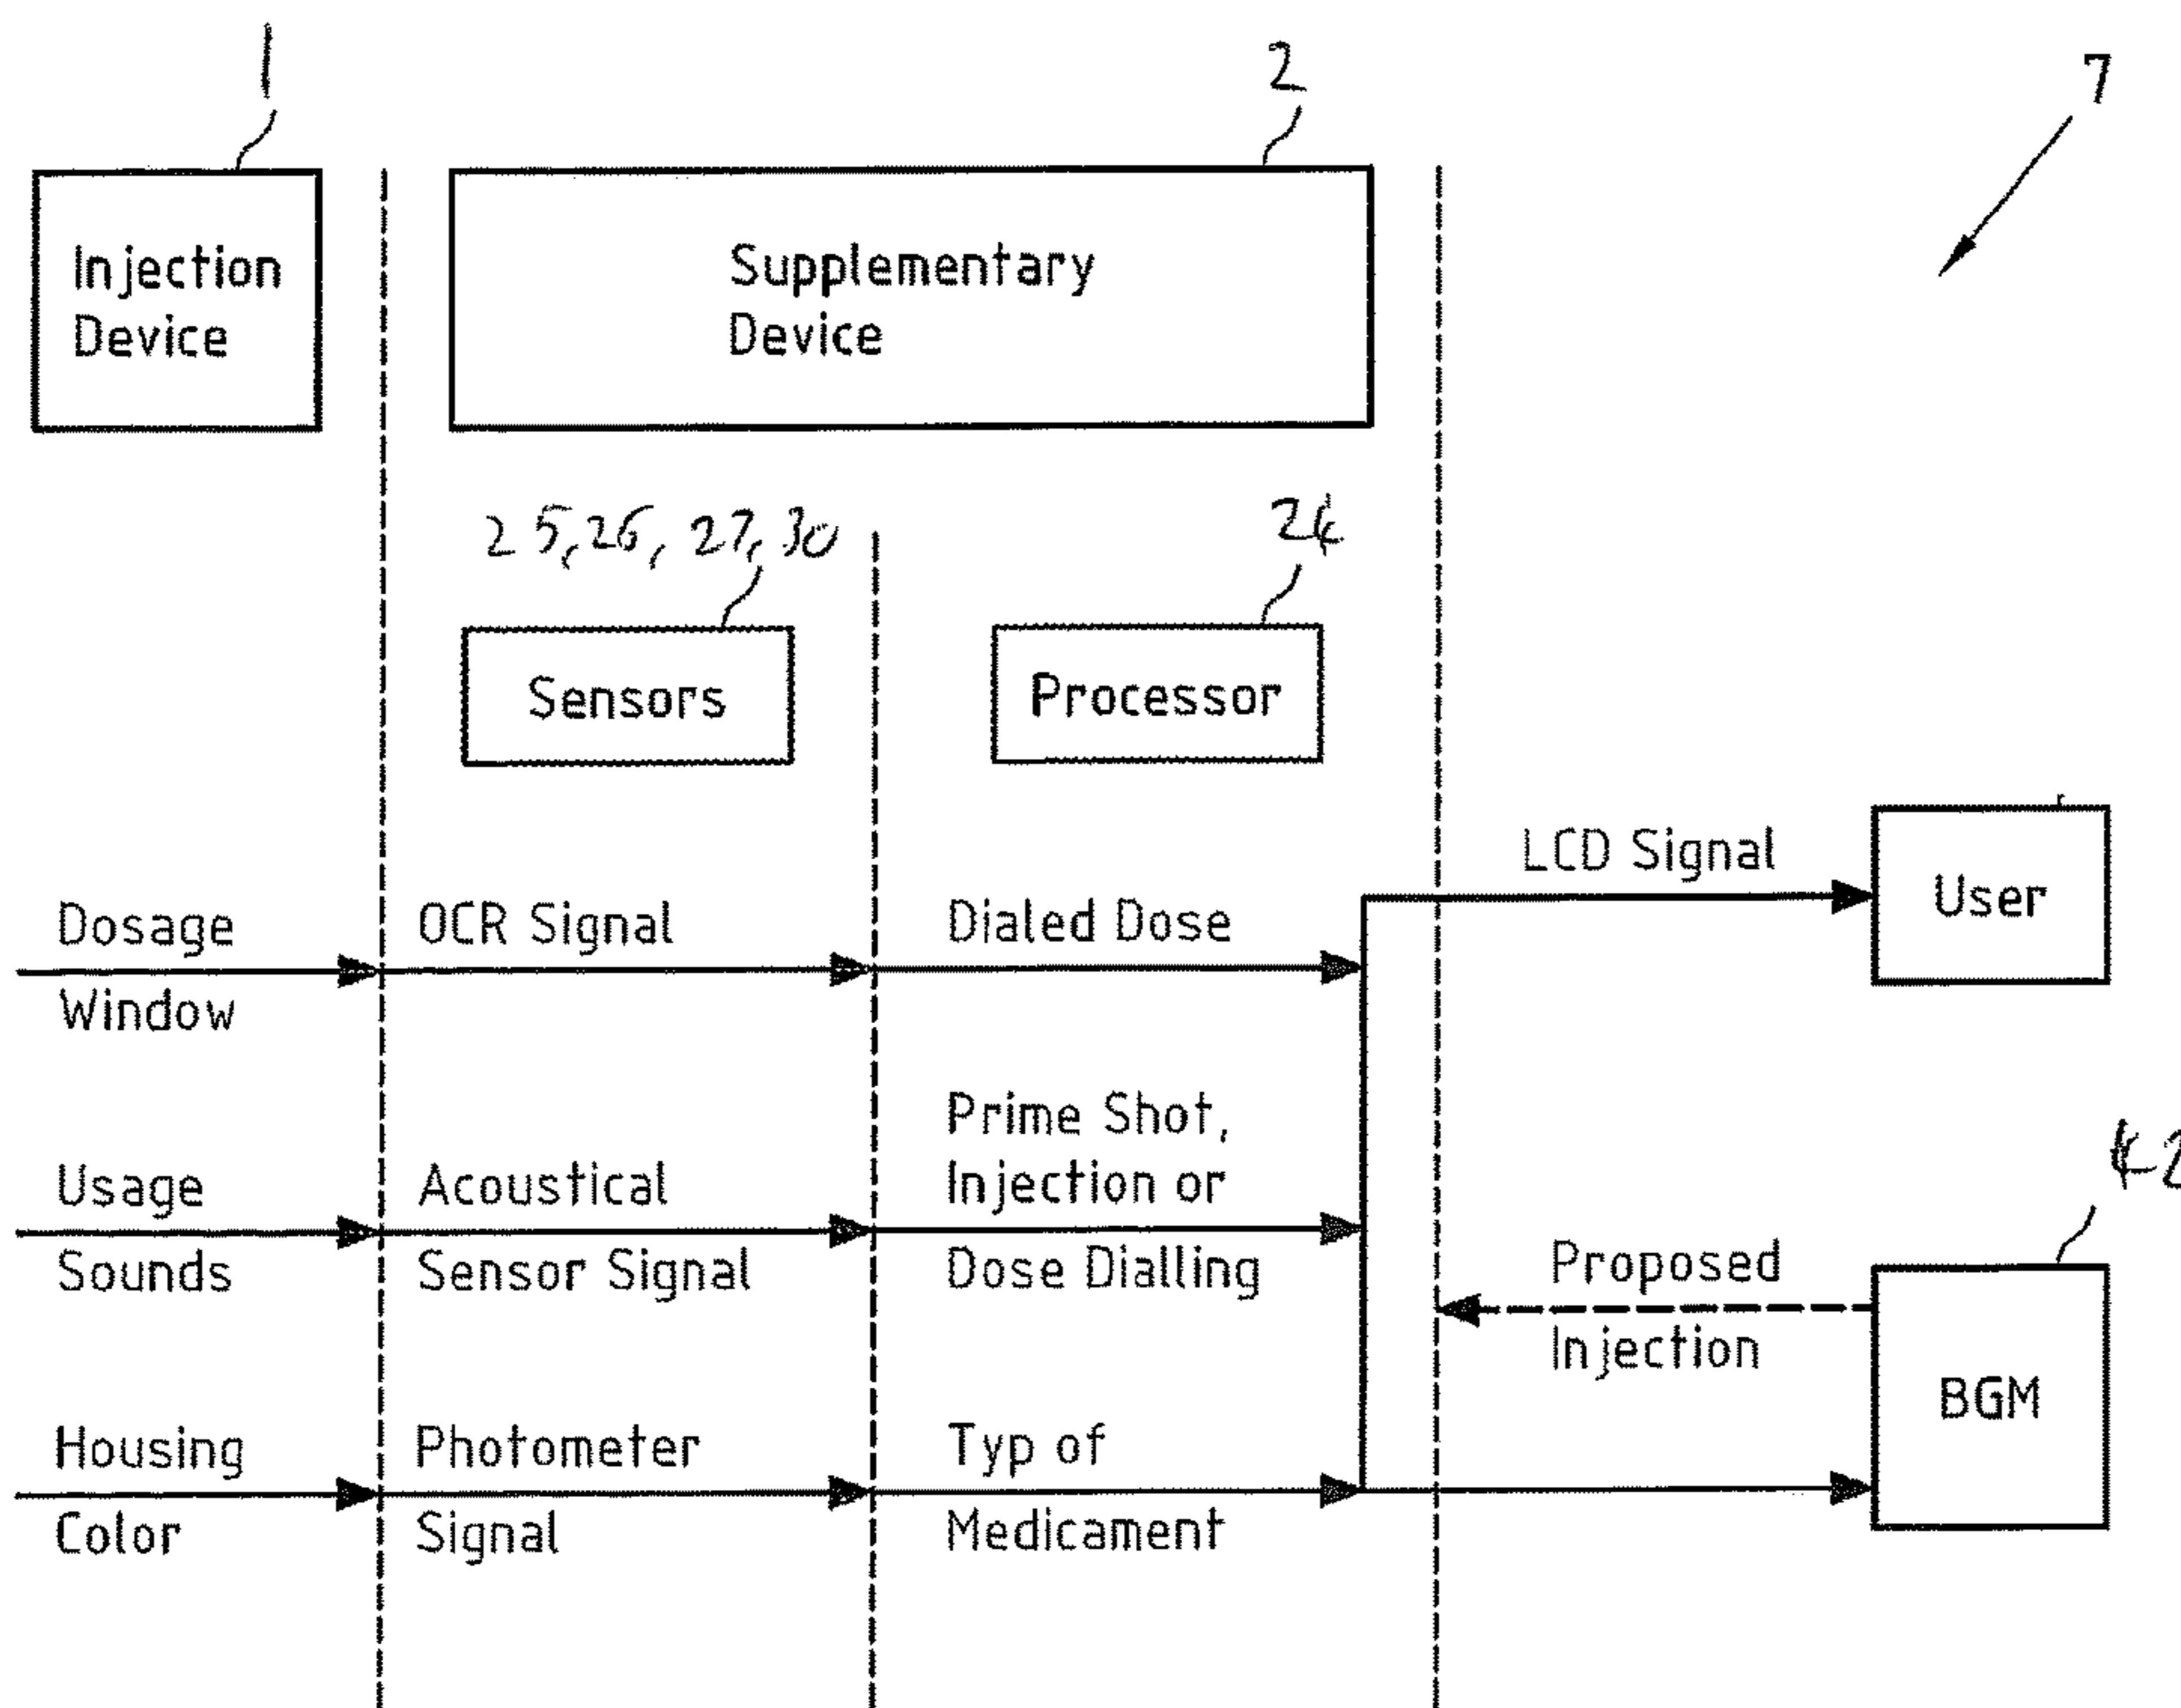 1
2
7
Injection
Device
Supplementary
Device
25, 26, 27, 30
24
Sensors
Processor
LCD Signal
User
Dosage
Window
OCR Signal
Dialed Dose
Usage
Sounds
Acoustical
Sensor Signal
Prime Shot,
Injection or
Dose Dialling
Proposed
Injection
42
BGM
Housing
Color
Photometer
Signal
Typ of
Medicament